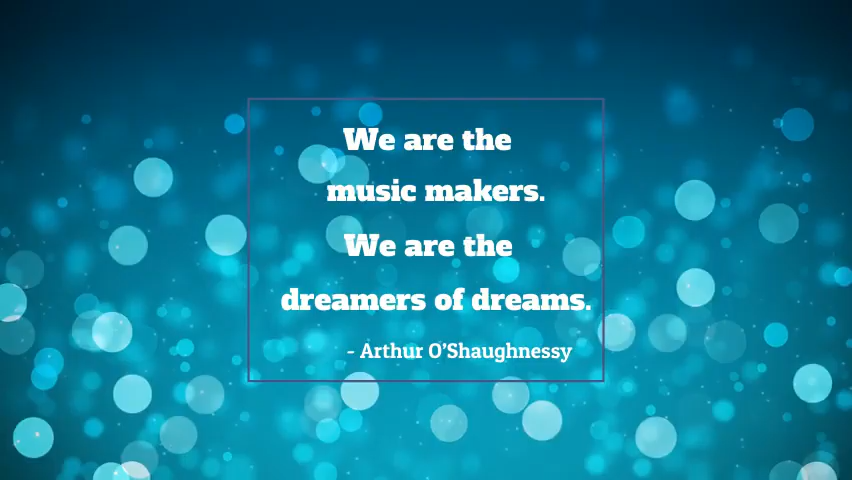 We are the
music makers.
We are the
dreamers of dreams.
- Arthur O'Shaughnessy